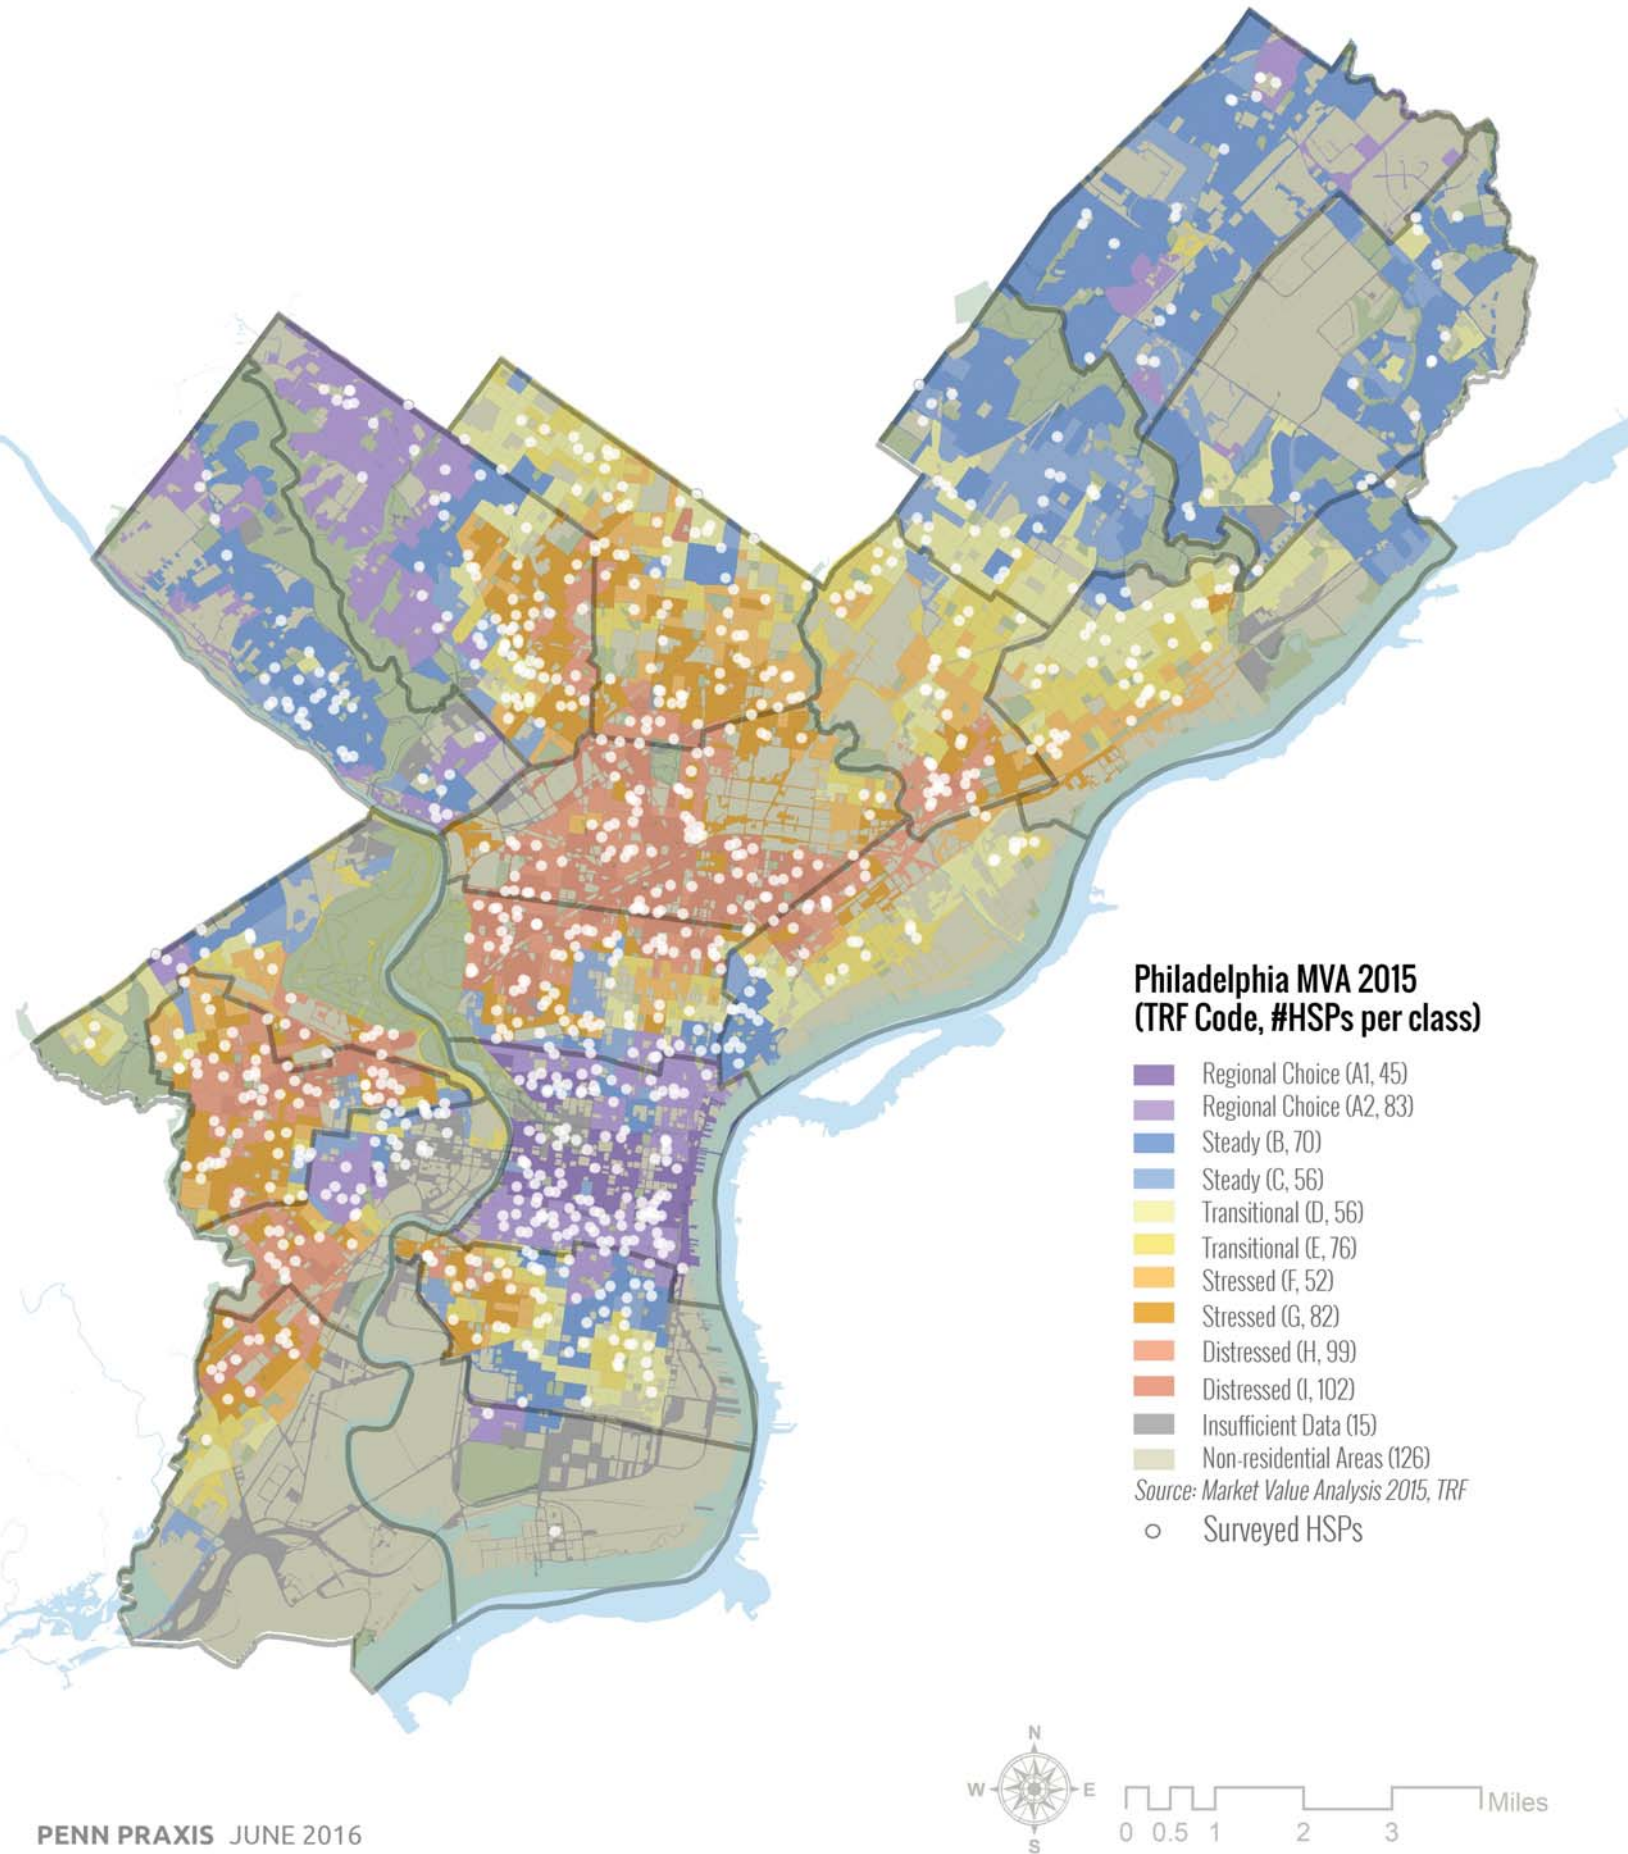 Philadelphia MVA 2015
(TRF Code, #HSPs per class)
Regional Choice (A1, 45)
Regional Choice (A2, 83)
Steady (B, 70)
Steady (C, 56)
Transitional (D, 56)
Transitional (E, 76)
Stressed (F, 52)
Stressed (G, 82)
Distressed (H, 99)
Distressed (I, 102)
Insufficient Data (15)
Non-residential Areas (126)
Source: Market Value Analysis 2015, TRF
Surveyed HSPs
N
W E
S
Miles
0 0.5 1 2 3
PENN PRAXIS JUNE 2016